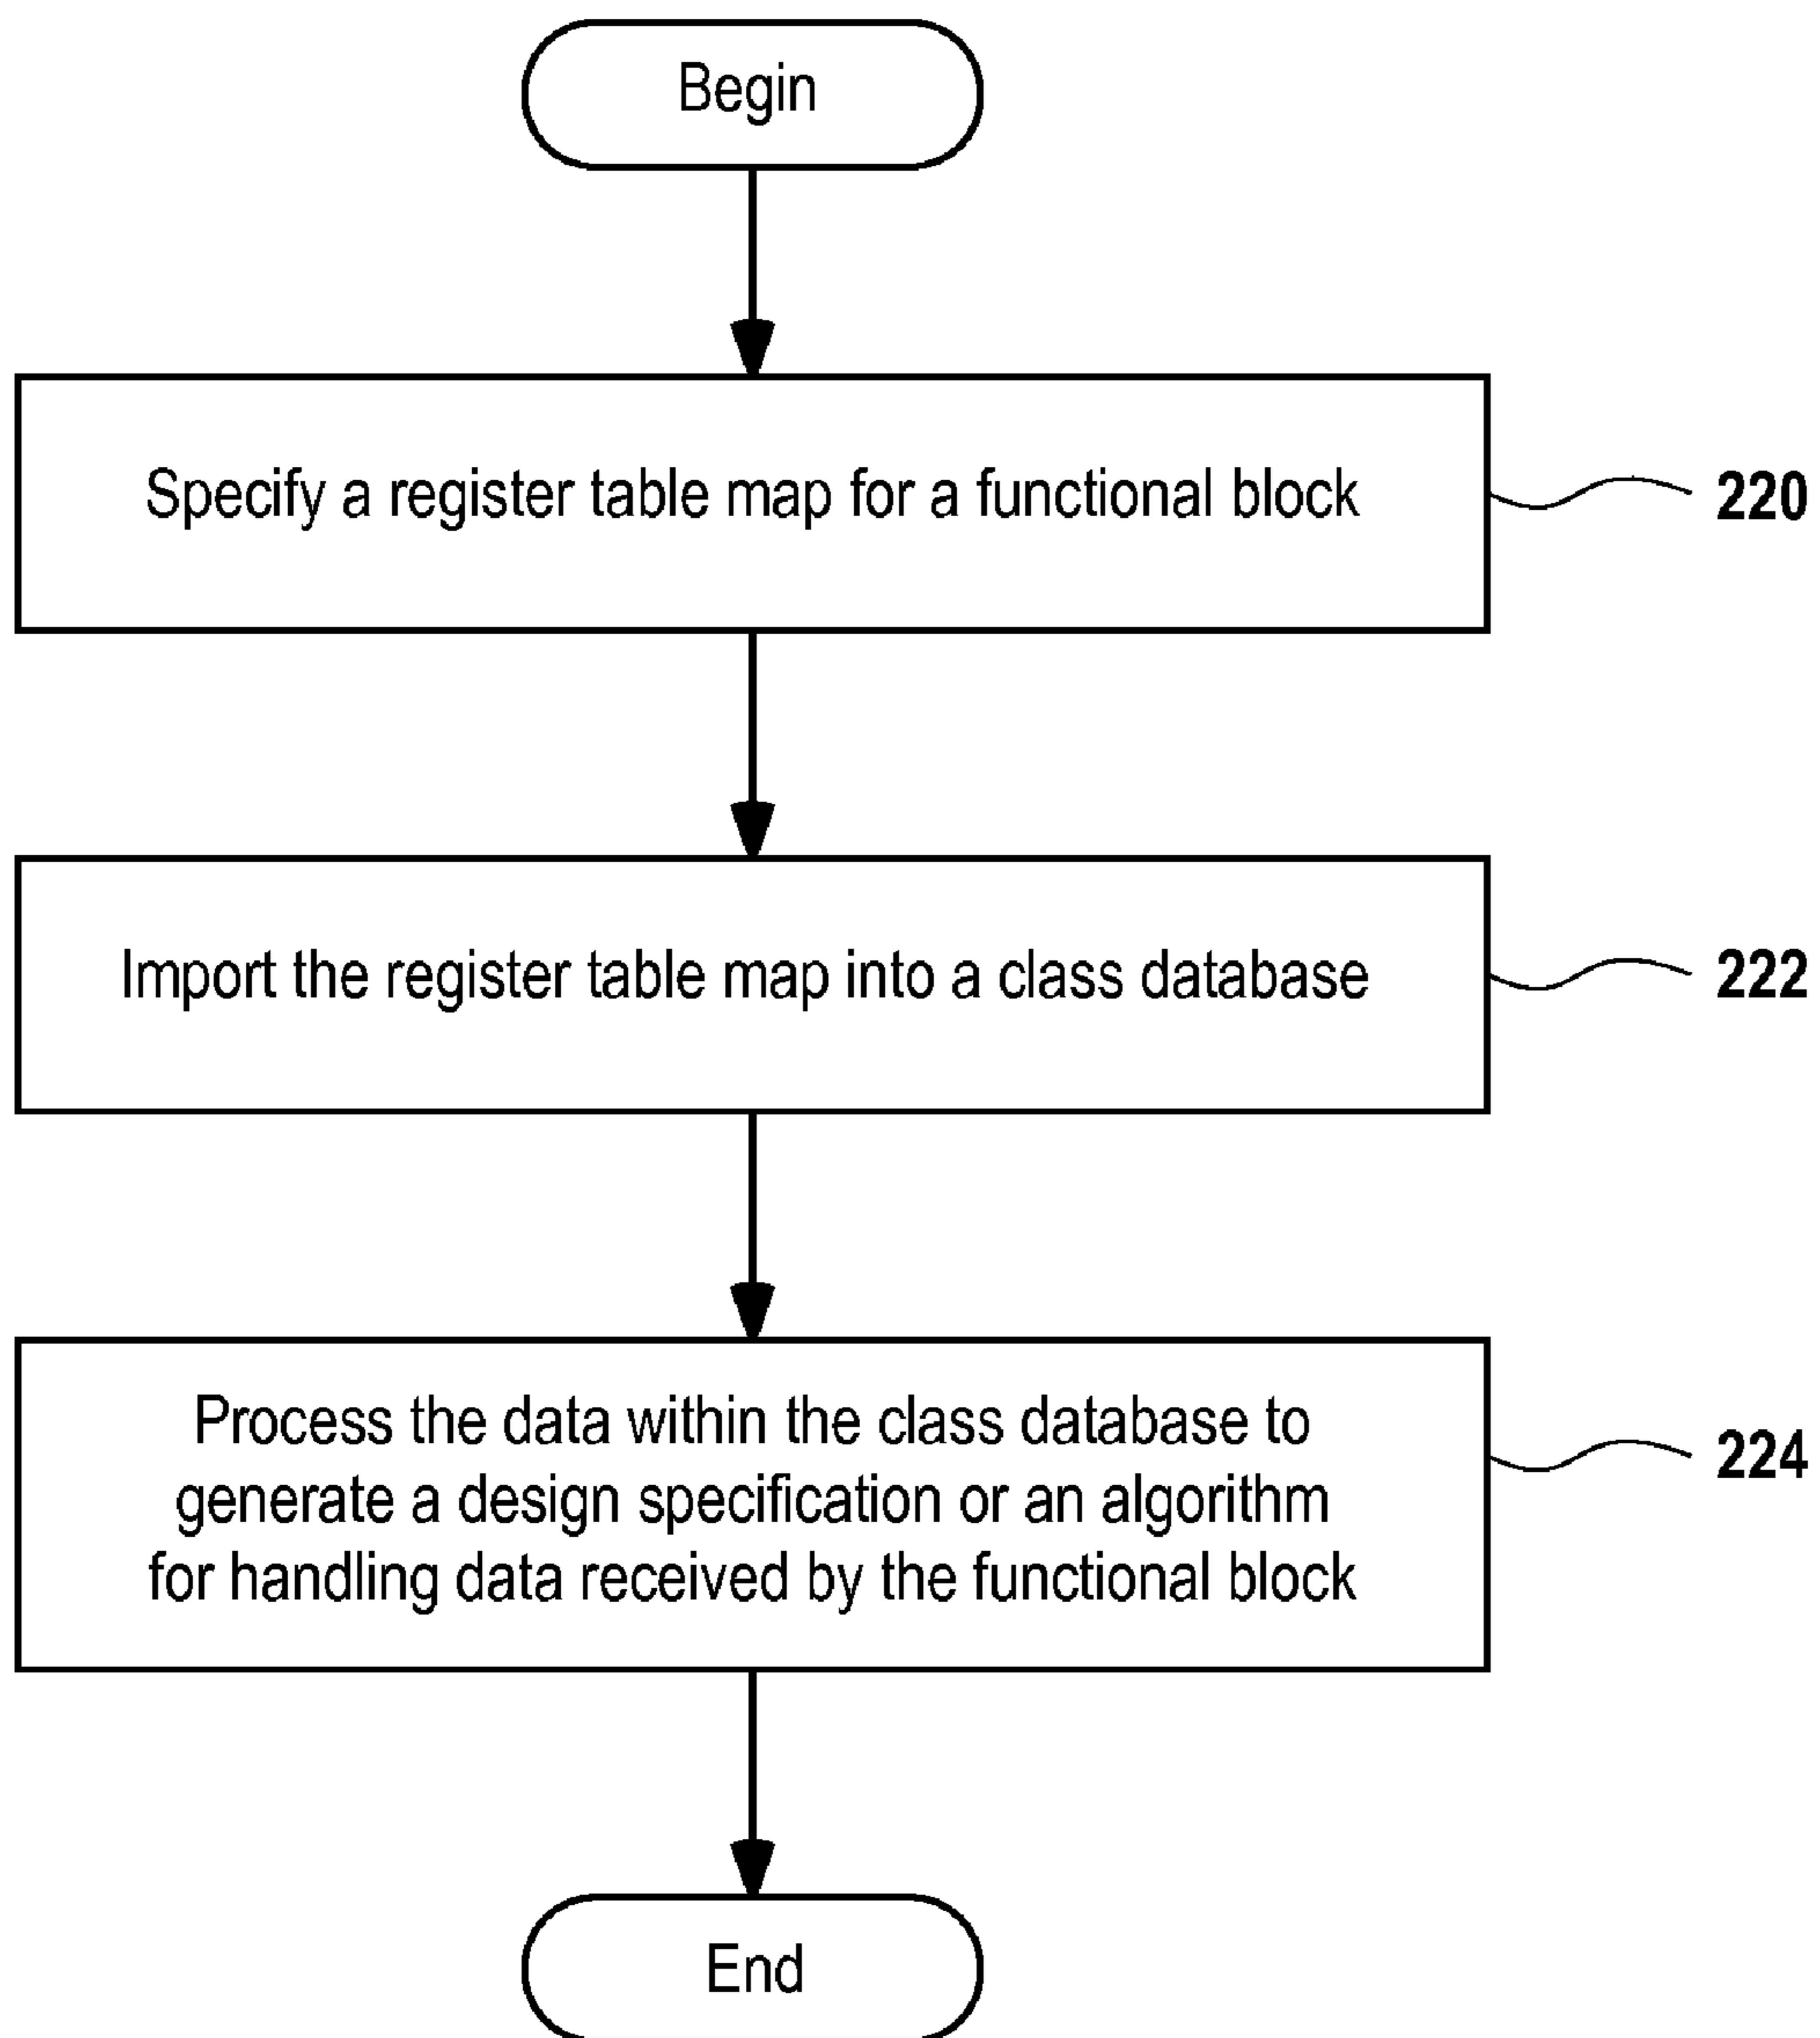 Begin
Specify a register table map for a functional block
220
Import the register table map into a class database
222
Process the data within the class database to
generate a design specification or an algorithm
for handling data received by the functional block
224
End